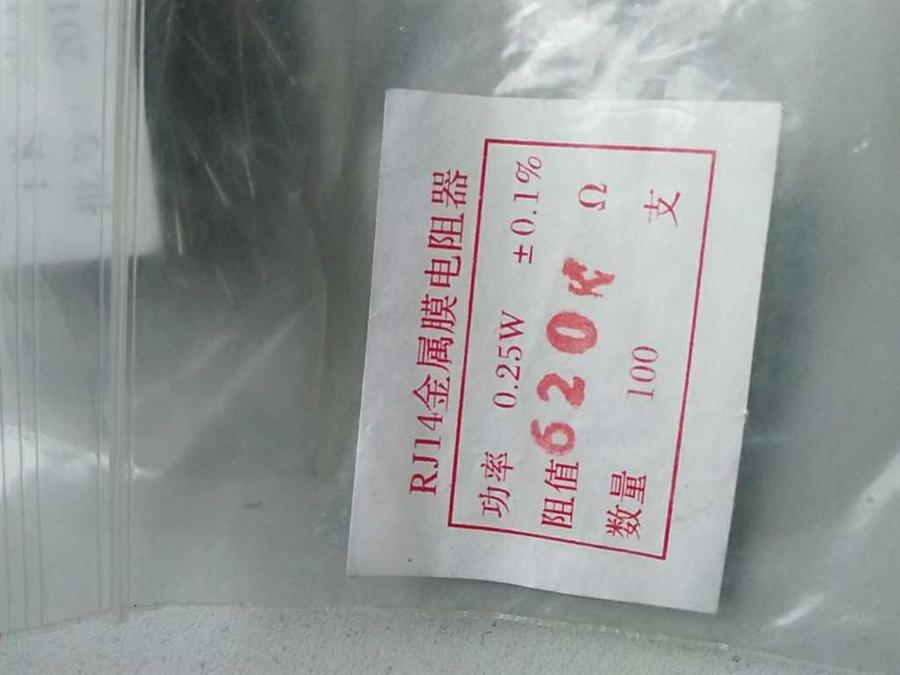 RJ14金属膜电阻器
功率 0.25W ±0.1%
阻值 620K Ω
数量 100 支